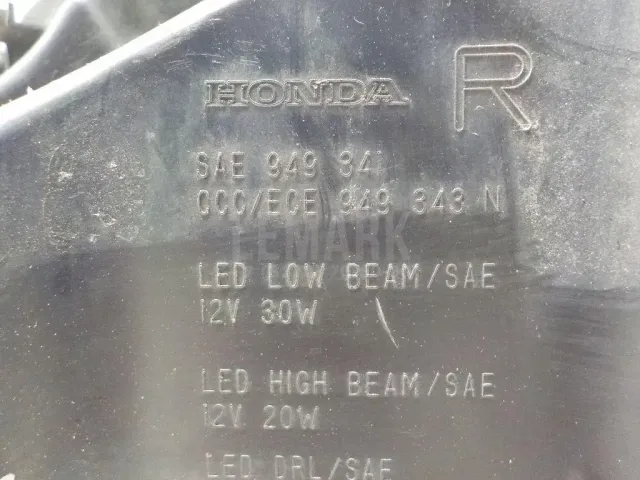 HONDA R
SAE 949 341
CCC/ECE 949 343 N
LEMARK
LED LOW BEAM/SAE
12V 30W
LED HIGH BEAM/SAE
12V 20W
LED DRL/SAE